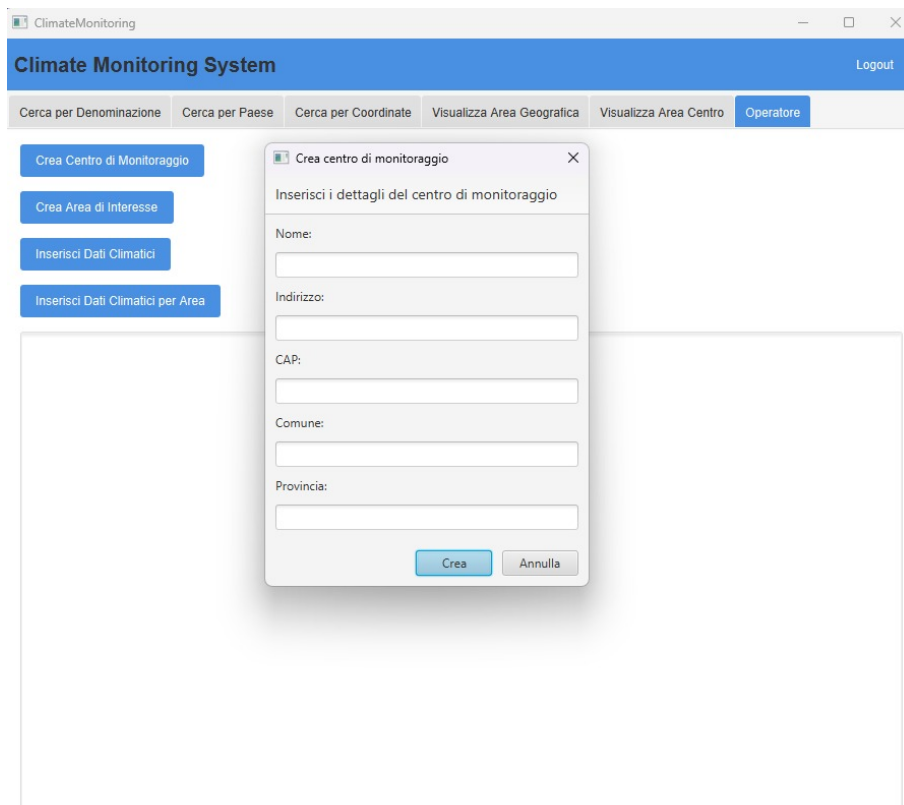 ClimateMonitoring
Climate Monitoring System
Logout
Cerca per Denominazione Cerca per Paese Cerca per Coordinate Visualizza Area Geografica Visualizza Area Centro Operatore
Crea Centro di Monitoraggio
Crea Area di Interesse
Inserisci Dati Climatici
Inserisci Dati Climatici per Area
Crea centro di monitoraggio
Inserisci i dettagli del centro di monitoraggio
Nome:
Indirizzo:
CAP:
Comune:
Provincia:
Crea Annulla